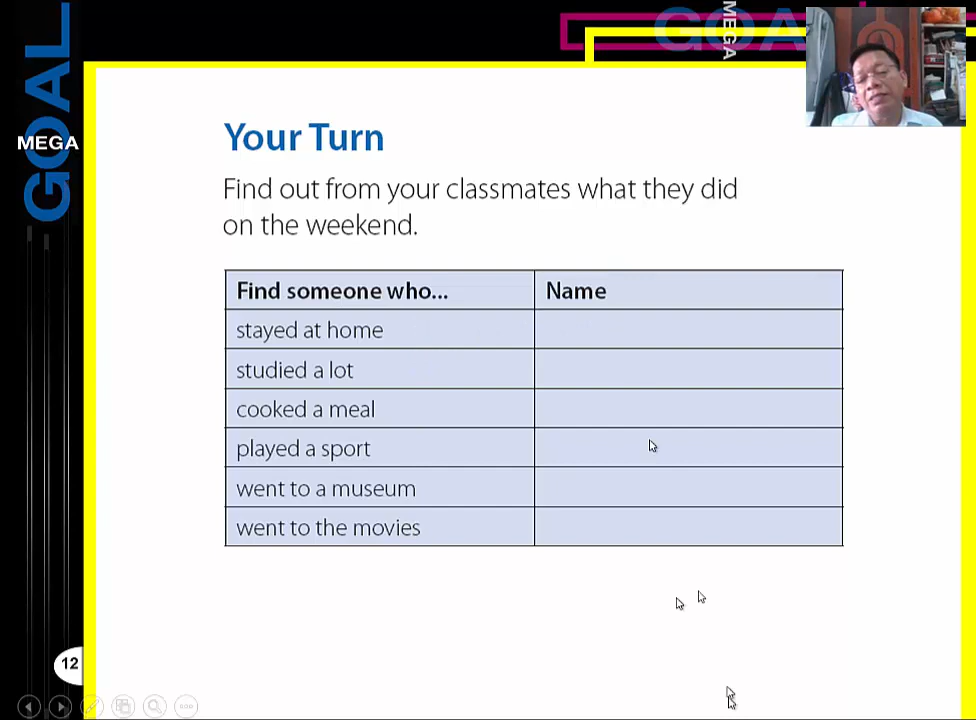 GOAL
MEGA
GOAL
MEGA
Your Turn
Find out from your classmates what they did
on the weekend.
Find someone who... Name
stayed at home
studied a lot
cooked a meal
played a sport
went to a museum
went to the movies
12